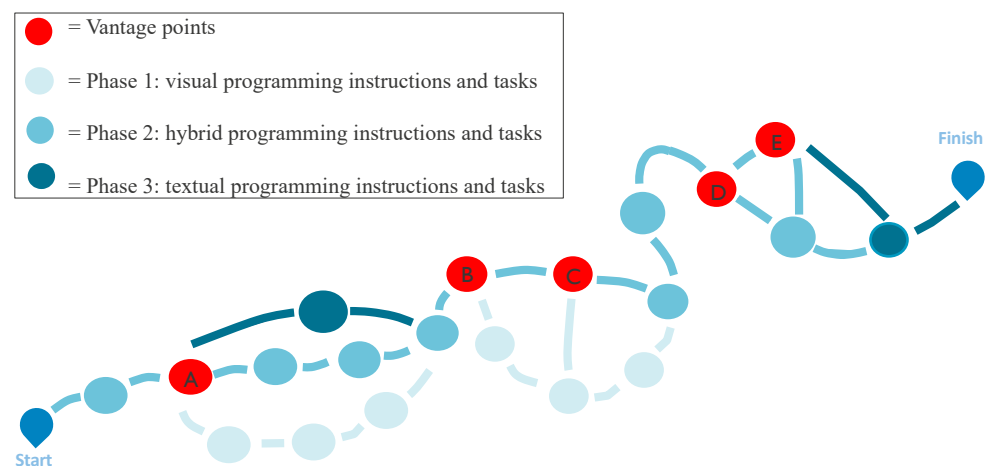 = Vantage points
= Phase 1: visual programming instructions and tasks
= Phase 2: hybrid programming instructions and tasks
= Phase 3: textual programming instructions and tasks
Finish
E
D
B
C
A
Start